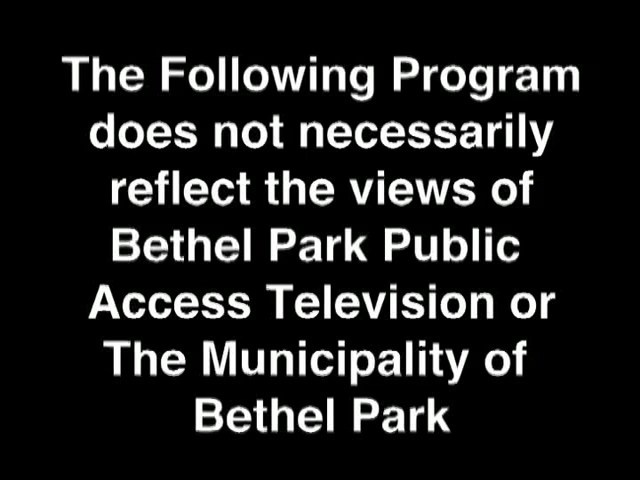 The Following Program
does not necessarily
reflect the views of
Bethel Park Public
Access Television or
The Municipality of
Bethel Park